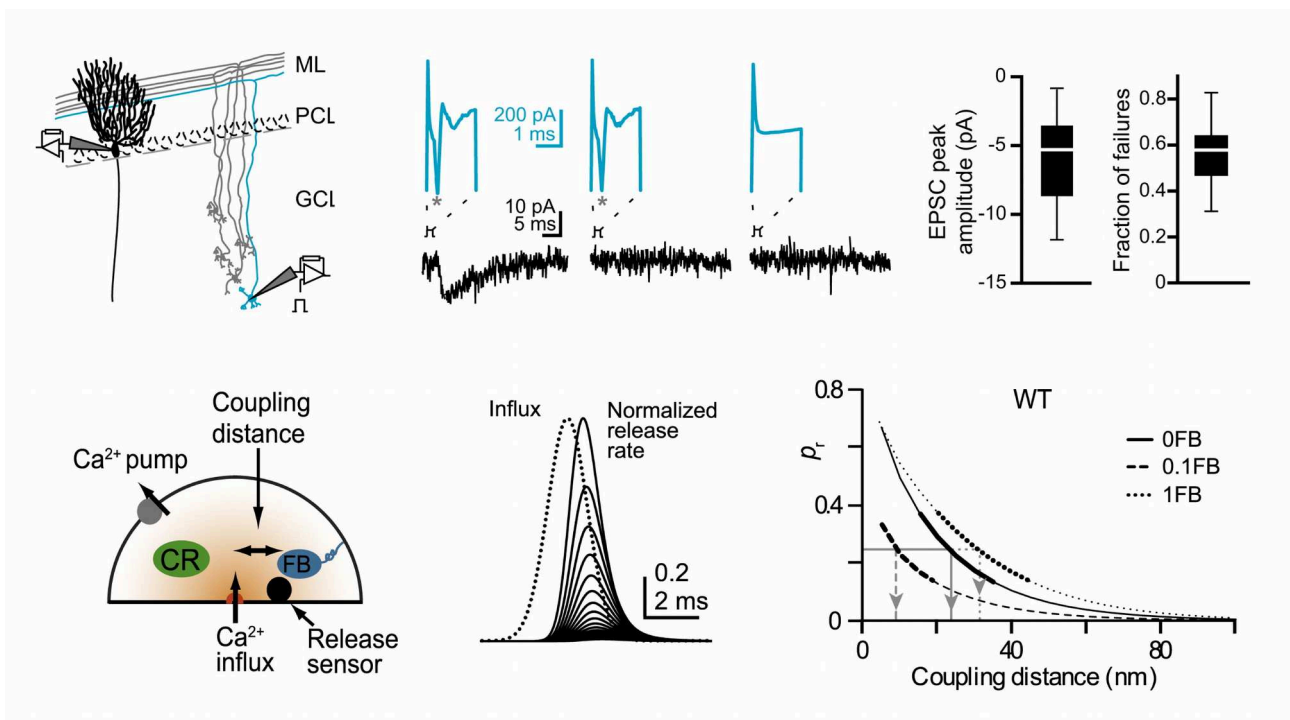 ML
PCL
GCL
200 pA
1 ms
*
*
10 pA
5 ms
EPSC peak
amplitude (pA)
0
-5
-10
-15
Fraction of failures
0.8
0.6
0.4
0.2
0
Coupling
distance
Ca²⁺ pump
CR
FB
Ca²⁺
influx
Release
sensor
Influx
Normalized
release
rate
0.2
2 ms
WT
pᵣ
0.8
0.4
0
0FB
0.1FB
1FB
0
40
80
Coupling distance (nm)